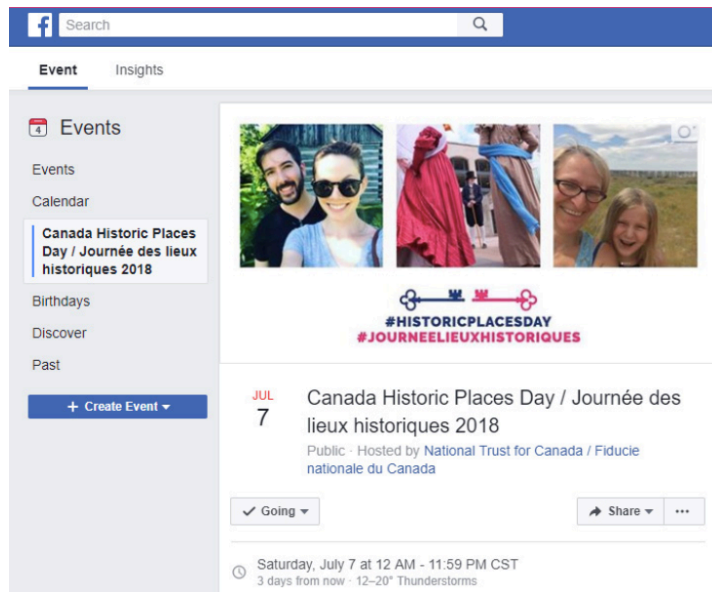 f Search
Event Insights
4 Events
Events
Calendar
Canada Historic Places
Day / Journée des lieux
historiques 2018
Birthdays
Discover
Past
+ Create Event
#HISTORICPLACESDAY
#JOURNEELIEUXHISTORIQUES
JUL
7
Canada Historic Places Day / Journée des
lieux historiques 2018
Public · Hosted by National Trust for Canada / Fiducie
nationale du Canada
Going
Share
Saturday, July 7 at 12 AM - 11:59 PM CST
3 days from now · 12–20° Thunderstorms